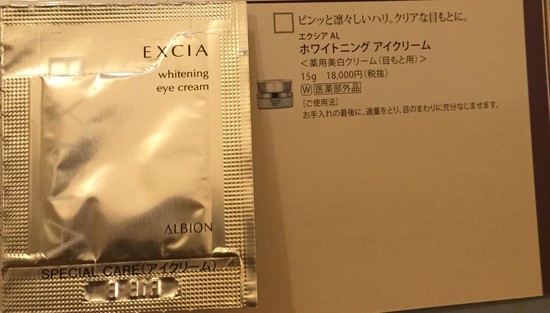 EXCIA
whitening
eye cream
ALBION
SPECIAL CARE(アイクリーム)
ピンッと凛々しいハリ。クリアな目もとに。
エクシア AL
ホワイトニング アイクリーム
<薬用美白クリーム(目もと用)>
15g 18,000円(税抜)
W 医薬部外品
[ご使用法]
お手入れの最後に、適量をとり、目のまわりに充分なじませます。